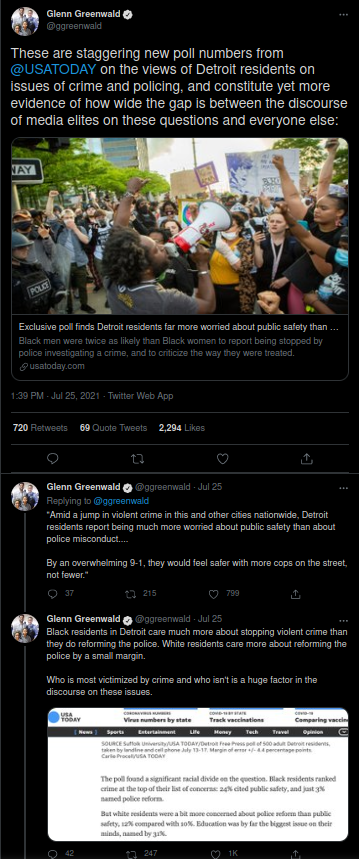 Glenn Greenwald
@ggreenwald
These are staggering new poll numbers from
@USATODAY on the views of Detroit residents on
issues of crime and policing, and constitute yet more
evidence of how wide the gap is between the discourse
of media elites on these questions and everyone else:
WAY
POLICE
Exclusive poll finds Detroit residents far more worried about public safety than ...
Black men were twice as likely than Black women to report being stopped by
police investigating a crime, and to criticize the way they were treated.
usatoday.com
1:39 PM · Jul 25, 2021 · Twitter Web App
720 Retweets 69 Quote Tweets 2,294 Likes
Glenn Greenwald @ggreenwald · Jul 25
Replying to @ggreenwald
"Amid a jump in violent crime in this and other cities nationwide, Detroit
residents report being much more worried about public safety than about
police misconduct....
By an overwhelming 9-1, they would feel safer with more cops on the street,
not fewer."
37 215 799
Glenn Greenwald @ggreenwald · Jul 25
Black residents in Detroit care much more about stopping violent crime than
they do reforming the police. White residents care more about reforming the
police by a small margin.
Who is most victimized by crime and who isn't is a huge factor in the
discourse on these issues.
USA TODAY
CORONAVIRUS NUMBERS COVID-19 BY STATE COVID-19
Virus numbers by state Track vaccinations Comparing vaccin
News Sports Entertainment Life Money Tech Travel Opinion
SOURCE Suffolk University/USA TODAY/Detroit Free Press poll of 500 adult Detroit residents,
taken by landline and cell phone July 13-17. Margin of error +/- 4.4 percentage points.
Carlie Procell/USA TODAY
The poll found a significant racial divide on the question. Black residents ranked
crime at the top of their list of concerns: 24% cited public safety, and just 3%
named police reform.
But white residents were a bit more concerned about police reform than public
safety, 12% compared with 10%. Education was by far the biggest issue on their
minds, named by 31%.
42 247 1K